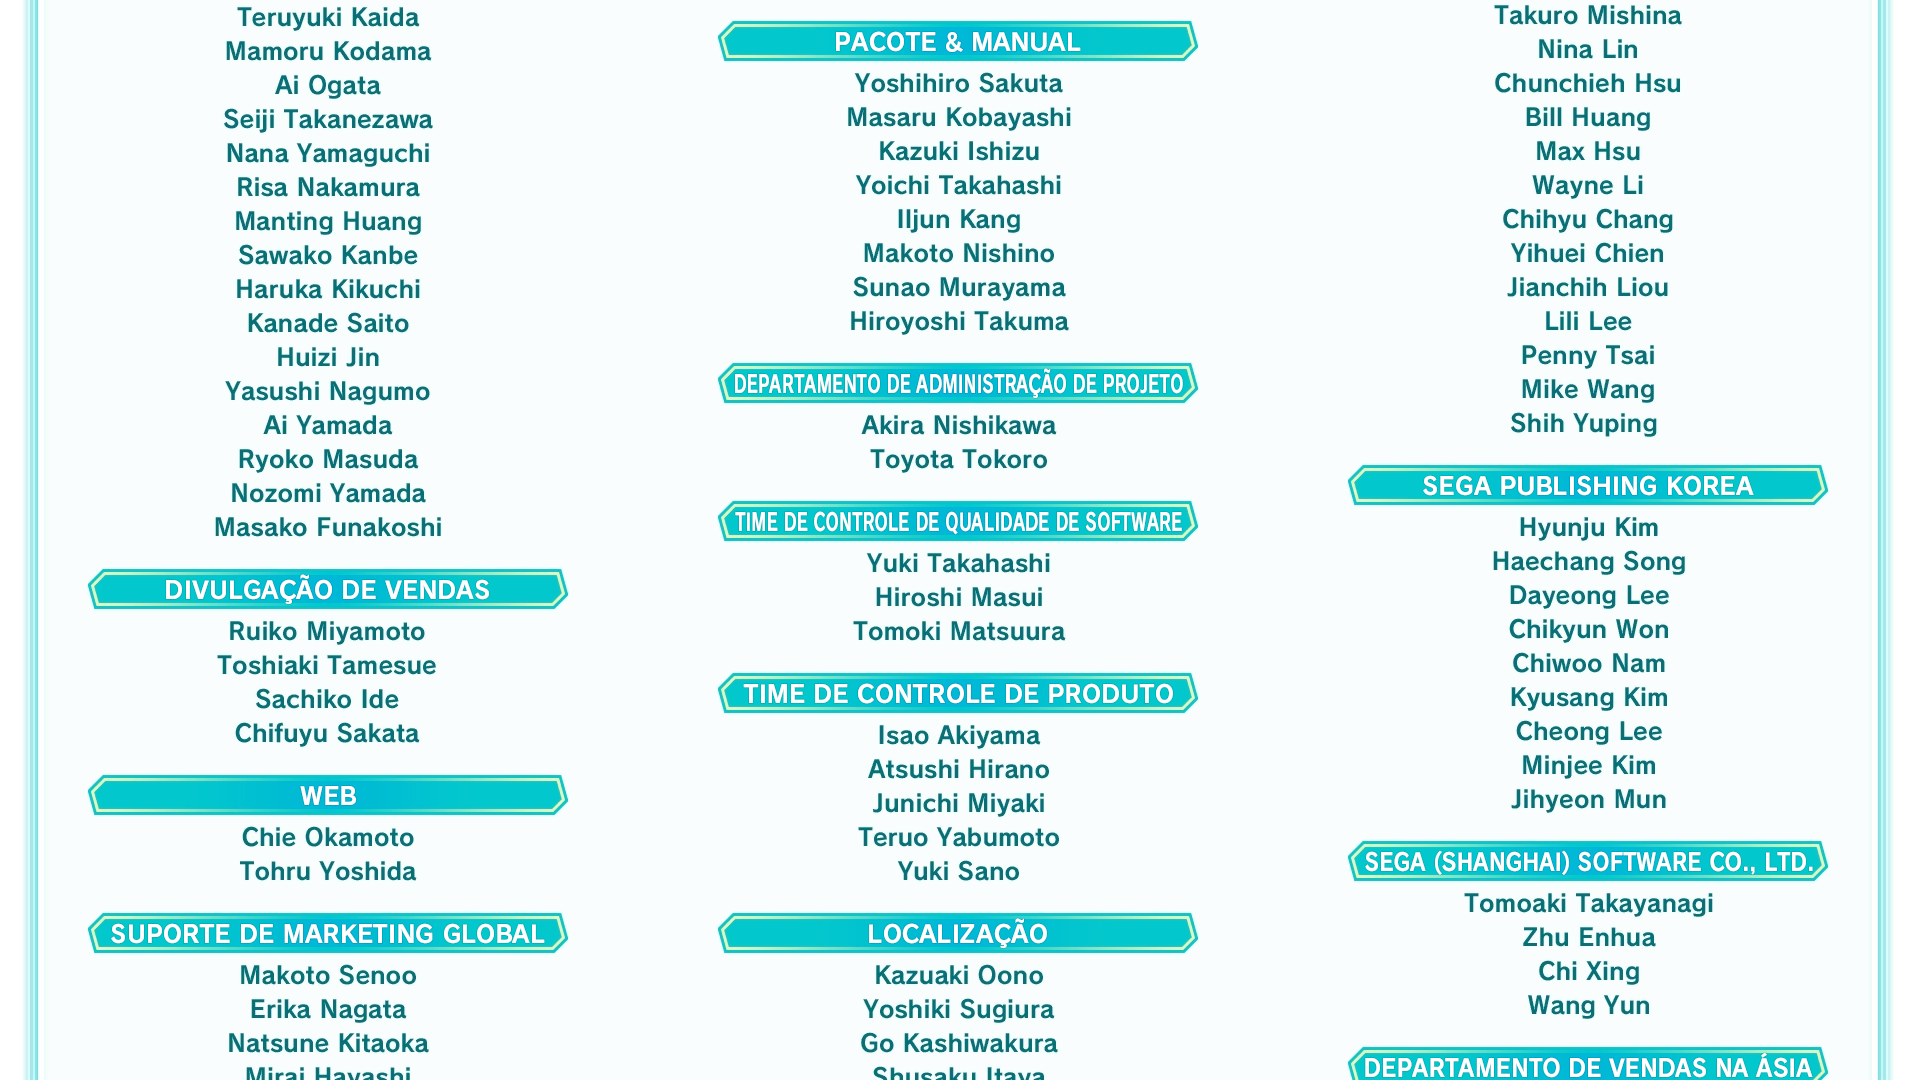 Teruyuki Kaida
Mamoru Kodama
Ai Ogata
Seiji Takanezawa
Nana Yamaguchi
Risa Nakamura
Manting Huang
Sawako Kanbe
Haruka Kikuchi
Kanade Saito
Huizi Jin
Yasushi Nagumo
Ai Yamada
Ryoko Masuda
Nozomi Yamada
Masako Funakoshi
DIVULGAÇÃO DE VENDAS
Ruiko Miyamoto
Toshiaki Tamesue
Sachiko Ide
Chifuyu Sakata
WEB
Chie Okamoto
Tohru Yoshida
SUPORTE DE MARKETING GLOBAL
Makoto Senoo
Erika Nagata
Natsune Kitaoka
Mirai Hayashi
PACOTE & MANUAL
Yoshihiro Sakuta
Masaru Kobayashi
Kazuki Ishizu
Yoichi Takahashi
Iljun Kang
Makoto Nishino
Sunao Murayama
Hiroyoshi Takuma
DEPARTAMENTO DE ADMINISTRAÇÃO DE PROJETO
Akira Nishikawa
Toyota Tokoro
TIME DE CONTROLE DE QUALIDADE DE SOFTWARE
Yuki Takahashi
Hiroshi Masui
Tomoki Matsuura
TIME DE CONTROLE DE PRODUTO
Isao Akiyama
Atsushi Hirano
Junichi Miyaki
Teruo Yabumoto
Yuki Sano
LOCALIZAÇÃO
Kazuaki Oono
Yoshiki Sugiura
Go Kashiwakura
Shusaku Itaya
Takuro Mishina
Nina Lin
Chunchieh Hsu
Bill Huang
Max Hsu
Wayne Li
Chihyu Chang
Yihuei Chien
Jianchih Liou
Lili Lee
Penny Tsai
Mike Wang
Shih Yuping
SEGA PUBLISHING KOREA
Hyunju Kim
Haechang Song
Dayeong Lee
Chikyun Won
Chiwoo Nam
Kyusang Kim
Cheong Lee
Minjee Kim
Jihyeon Mun
SEGA (SHANGHAI) SOFTWARE CO., LTD.
Tomoaki Takayanagi
Zhu Enhua
Chi Xing
Wang Yun
DEPARTAMENTO DE VENDAS NA ÁSIA